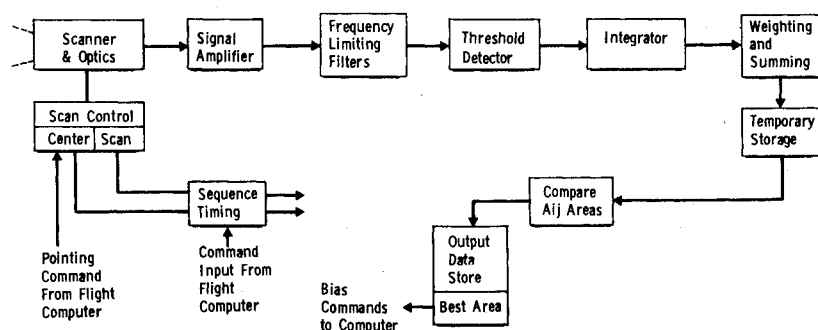 Scanner
& Optics
Signal
Amplifier
Frequency
Limiting
Filters
Threshold
Detector
Integrator
Weighting
and
Summing
Scan Control
Center
Scan
Temporary
Storage
Sequence
Timing
Compare
Aij Areas
Output
Data
Store
Best Area
Pointing
Command
From Flight
Computer
Command
Input From
Flight
Computer
Bias
Commands
to Computer